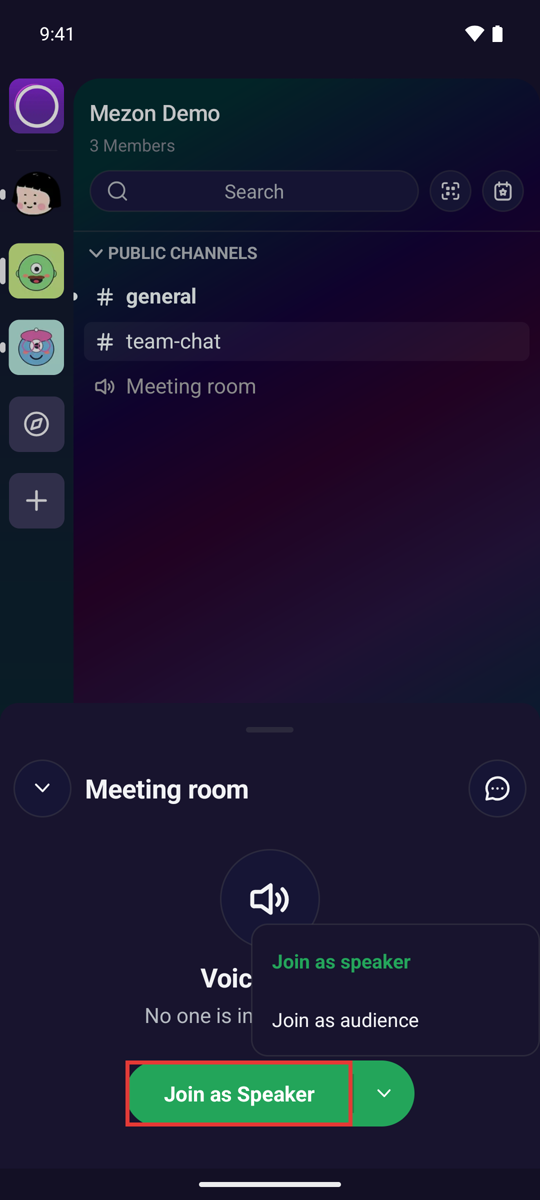 9:41
Mezon Demo
3 Members
Search
PUBLIC CHANNELS
# general
# team-chat
Meeting room
Meeting room
Join as speaker
Voic
No one is in
Join as audience
Join as Speaker